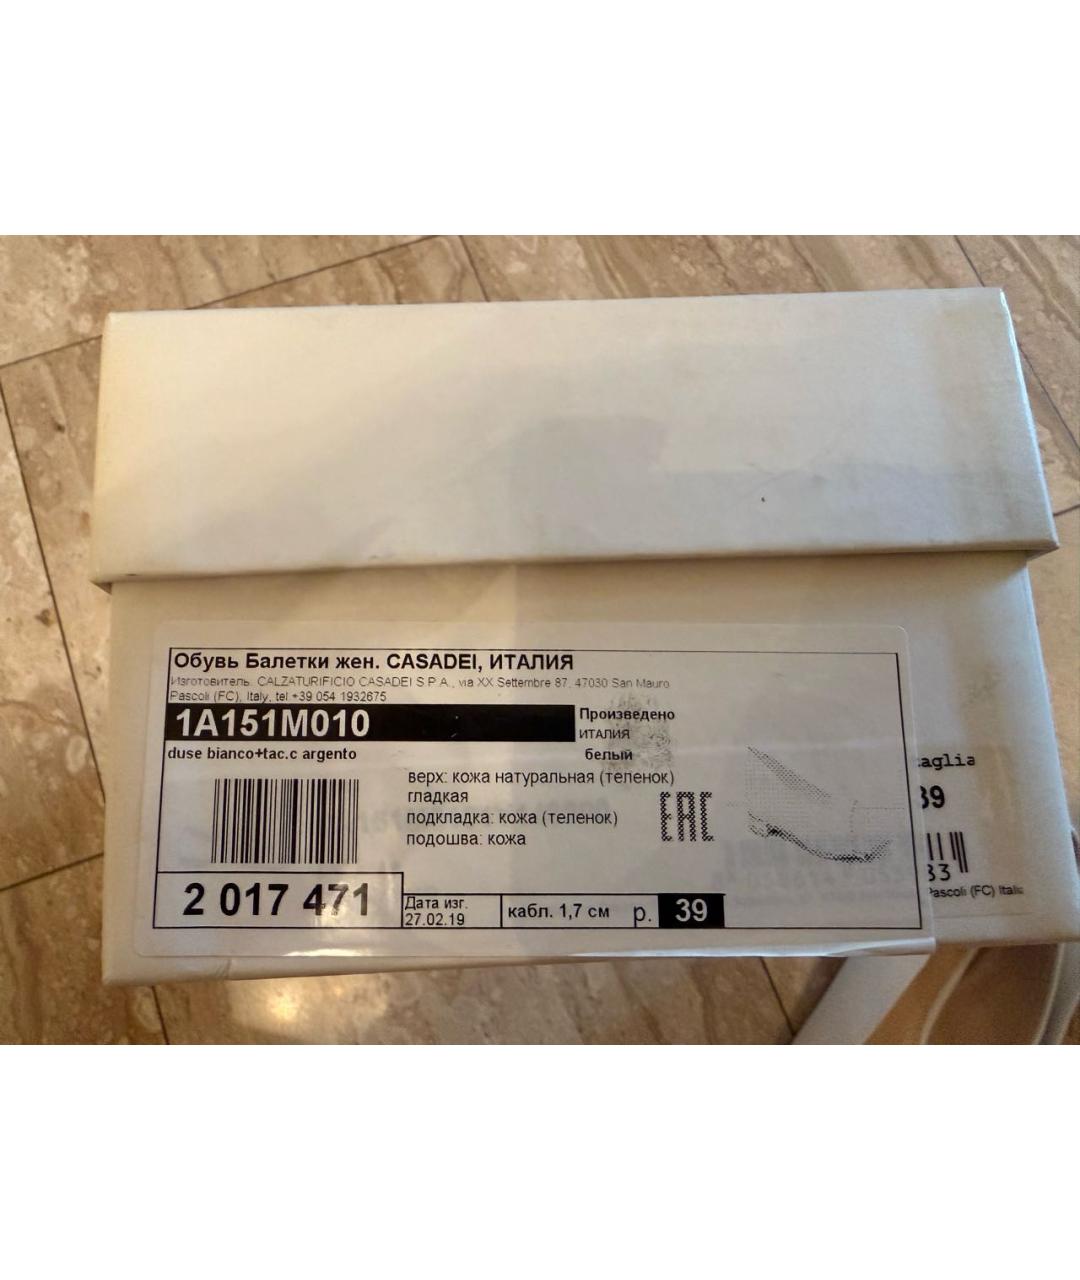 Обувь Балетки жен. CASADEI, ИТАЛИЯ
Изготовитель. CALZATURIFICIO CASADEI S.P.A., via XX Settembre 87, 47030 San Mauro
Pascoli (FC), Italy, tel +39 054 1932675
1A151M010
Произведено
ИТАЛИЯ
duse bianco+tac.c argento
белый
верх: кожа натуральная (теленок)
гладкая
подкладка: кожа (теленок)
подошва: кожа
EAC
2 017 471
Дата изг.
27.02.19
кабл. 1,7 см
р. 39
taglia
39
33
Pascoli (FC) Italia